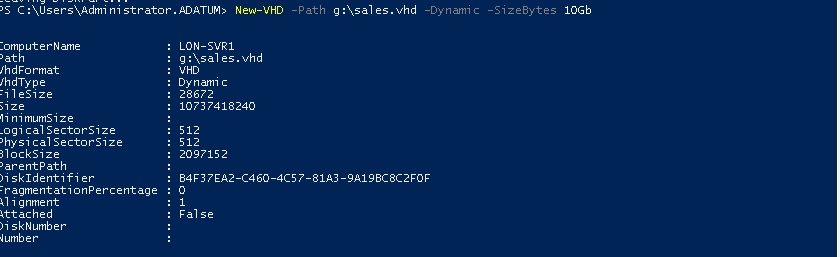 eaving DiskPart...
PS C:\Users\Administrator.ADATUM> New-VHD -Path g:\sales.vhd -Dynamic -SizeBytes 10Gb
ComputerName : LON-SVR1
Path : g:\sales.vhd
VhdFormat : VHD
VhdType : Dynamic
FileSize : 28672
Size : 10737418240
MinimumSize :
LogicalSectorSize : 512
PhysicalSectorSize : 512
BlockSize : 2097152
ParentPath :
DiskIdentifier : B4F37EA2-C460-4C57-81A3-9A19BC8C2F0F
FragmentationPercentage : 0
Alignment : 1
Attached : False
DiskNumber :
Number :